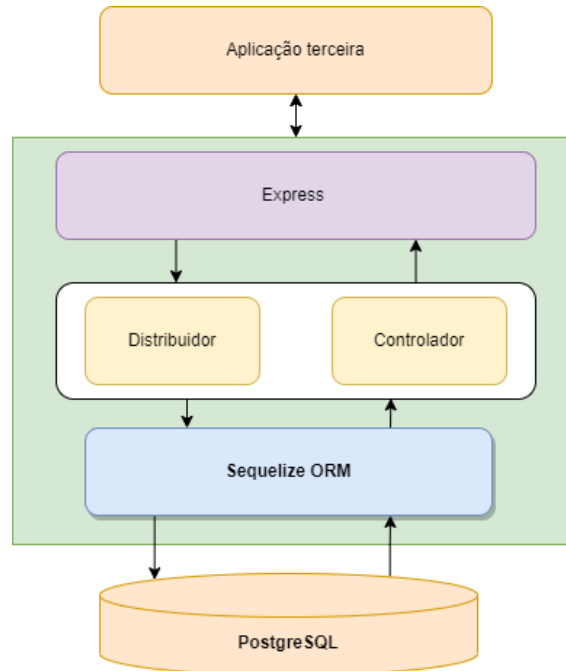 Aplicação terceira
Express
Distribuidor
Controlador
Sequelize ORM
PostgreSQL